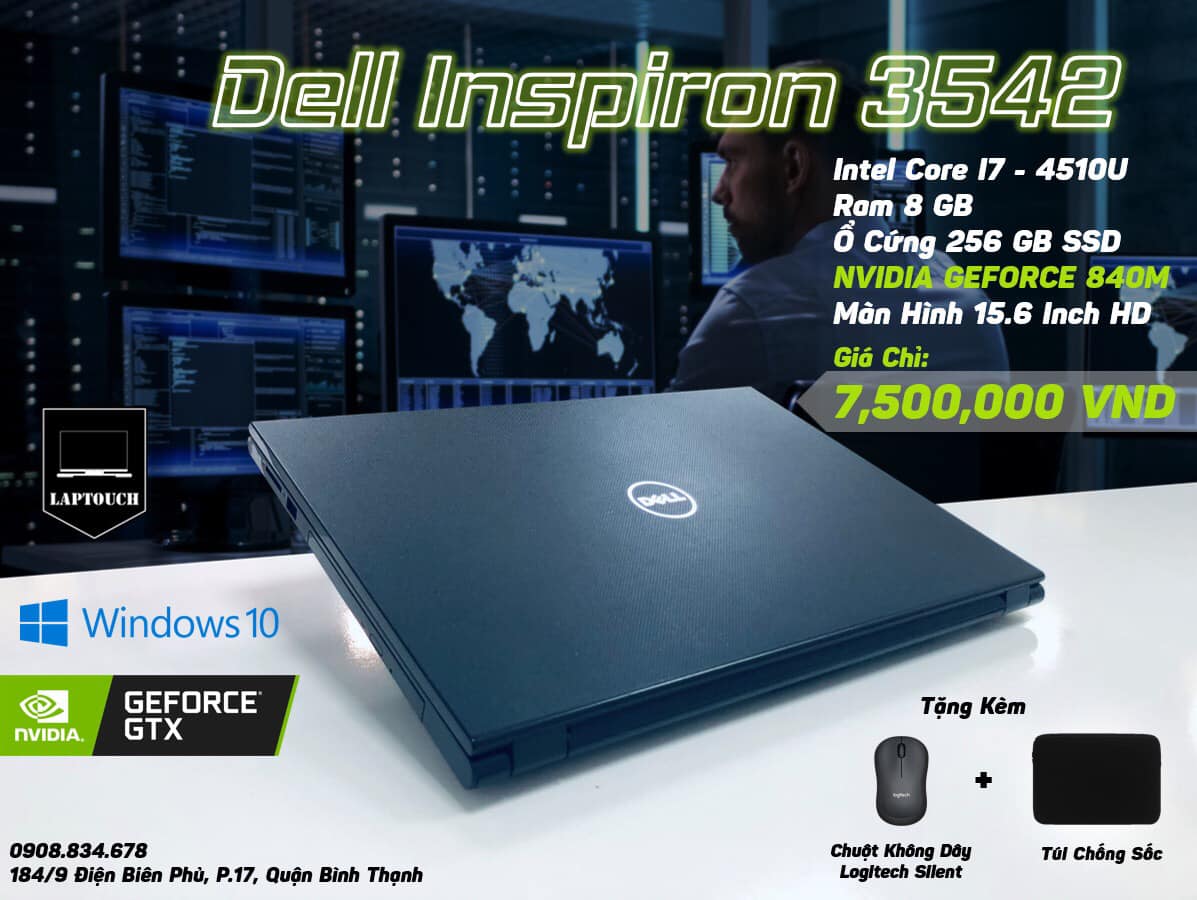 Dell Inspiron 3542
Intel Core I7 - 4510U
Ram 8 GB
Ổ Cứng 256 GB SSD
NVIDIA GEFORCE 840M
Màn Hình 15.6 Inch HD
Giá Chỉ:
7,500,000 VND
LAPTOUCH
DELL
Windows 10
NVIDIA.
GEFORCE
GTX
Tặng Kèm
logitech
+
Chuột Không Dây
Logitech Silent
Túi Chống Sốc
0908.834.678
184/9 Điện Biên Phủ, P.17, Quận Bình Thạnh